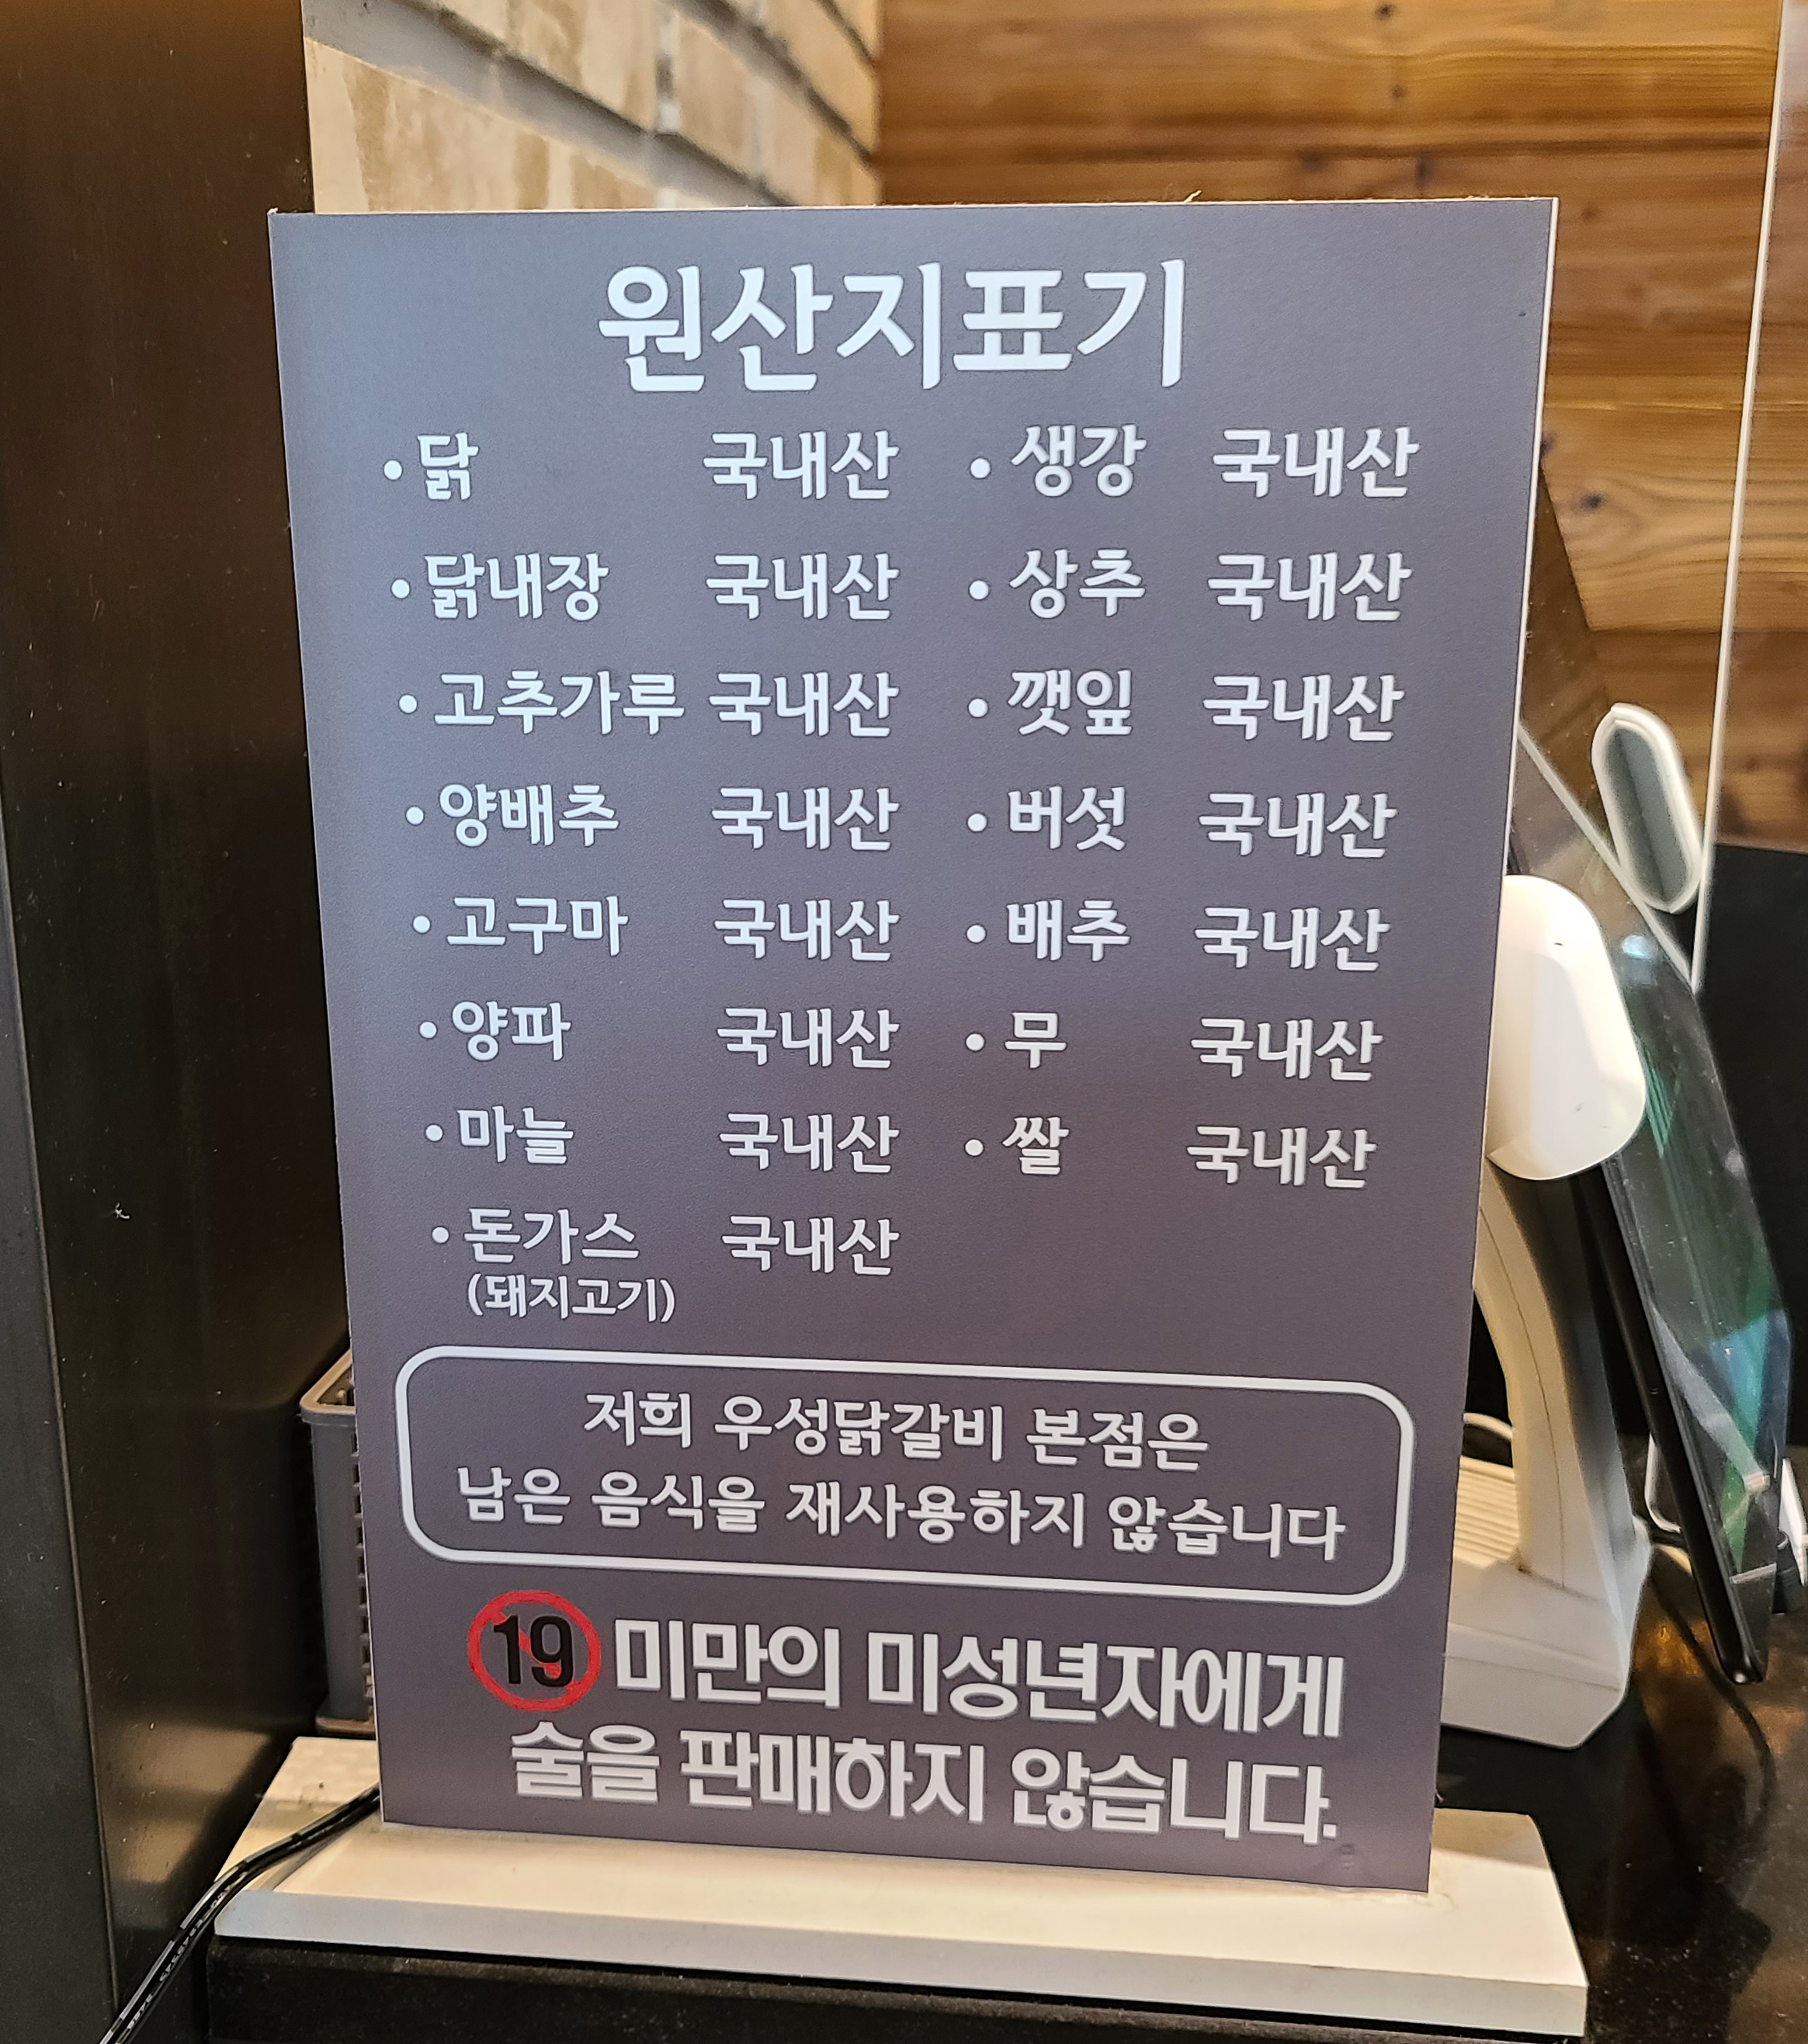 원산지표기
• 닭 국내산 • 생강 국내산
• 닭내장 국내산 • 상추 국내산
• 고추가루 국내산 • 깻잎 국내산
• 양배추 국내산 • 버섯 국내산
• 고구마 국내산 • 배추 국내산
• 양파 국내산 • 무 국내산
• 마늘 국내산 • 쌀 국내산
• 돈가스 국내산
(돼지고기)
저희 우성닭갈비 본점은
남은 음식을 재사용하지 않습니다
19 미만의 미성년자에게
술을 판매하지 않습니다.